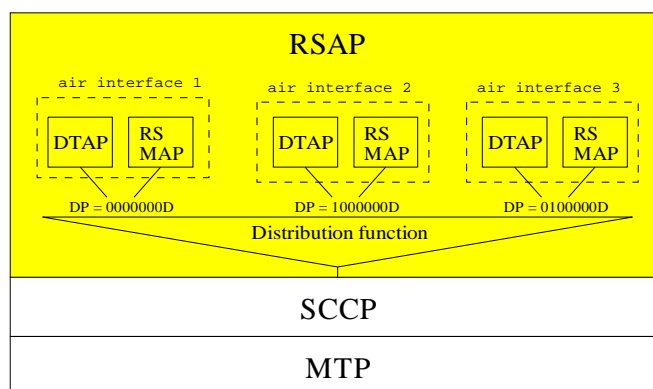 RSAP
air interface 1
air interface 2
air interface 3
DTAP
RS
MAP
DTAP
RS
MAP
DTAP
RS
MAP
DP = 0000000D
DP = 1000000D
DP = 0100000D
Distribution function
SCCP
MTP